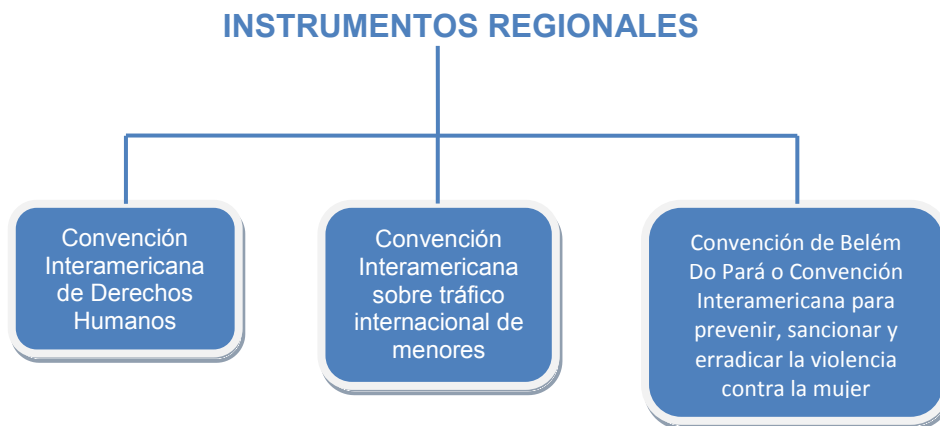 INSTRUMENTOS REGIONALES
Convención
Interamericana
de Derechos
Humanos
Convención
Interamericana
sobre tráfico
internacional de
menores
Convención de Belém
Do Pará o Convención
Interamericana para
prevenir, sancionar y
erradicar la violencia
contra la mujer